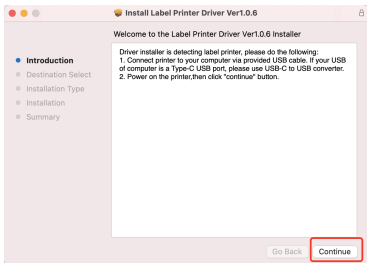 Install Label Printer Driver Ver1.0.6
Welcome to the Label Printer Driver Ver1.0.6 Installer
Introduction
Destination Select
Installation Type
Installation
Summary
Driver installer is detecting label printer, please do the following:
1. Connect printer to your computer via provided USB cable. If your USB
of computer is a Type-C USB port, please use USB-C to USB converter.
2. Power on the printer,then click "continue" button.
Go Back
Continue